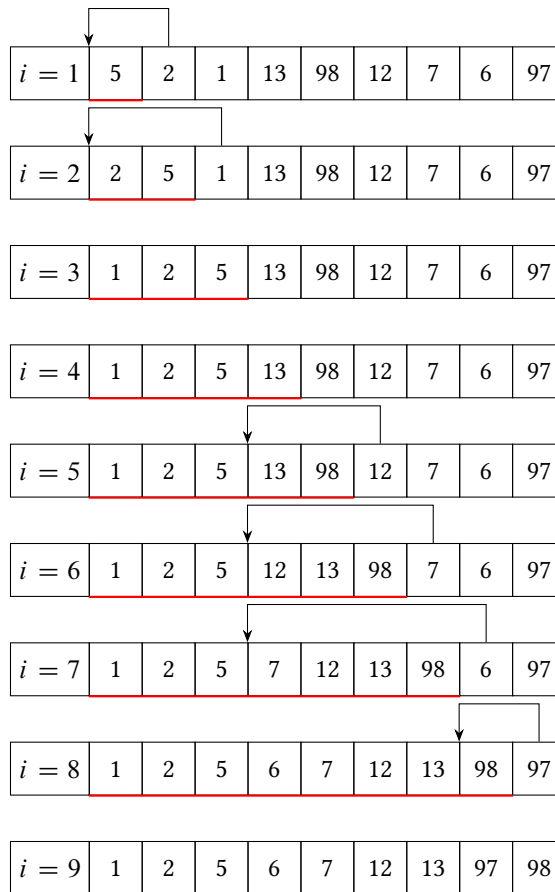 i = 1 5 2 1 13 98 12 7 6 97
i = 2 2 5 1 13 98 12 7 6 97
i = 3 1 2 5 13 98 12 7 6 97
i = 4 1 2 5 13 98 12 7 6 97
i = 5 1 2 5 13 98 12 7 6 97
i = 6 1 2 5 12 13 98 7 6 97
i = 7 1 2 5 7 12 13 98 6 97
i = 8 1 2 5 6 7 12 13 98 97
i = 9 1 2 5 6 7 12 13 97 98